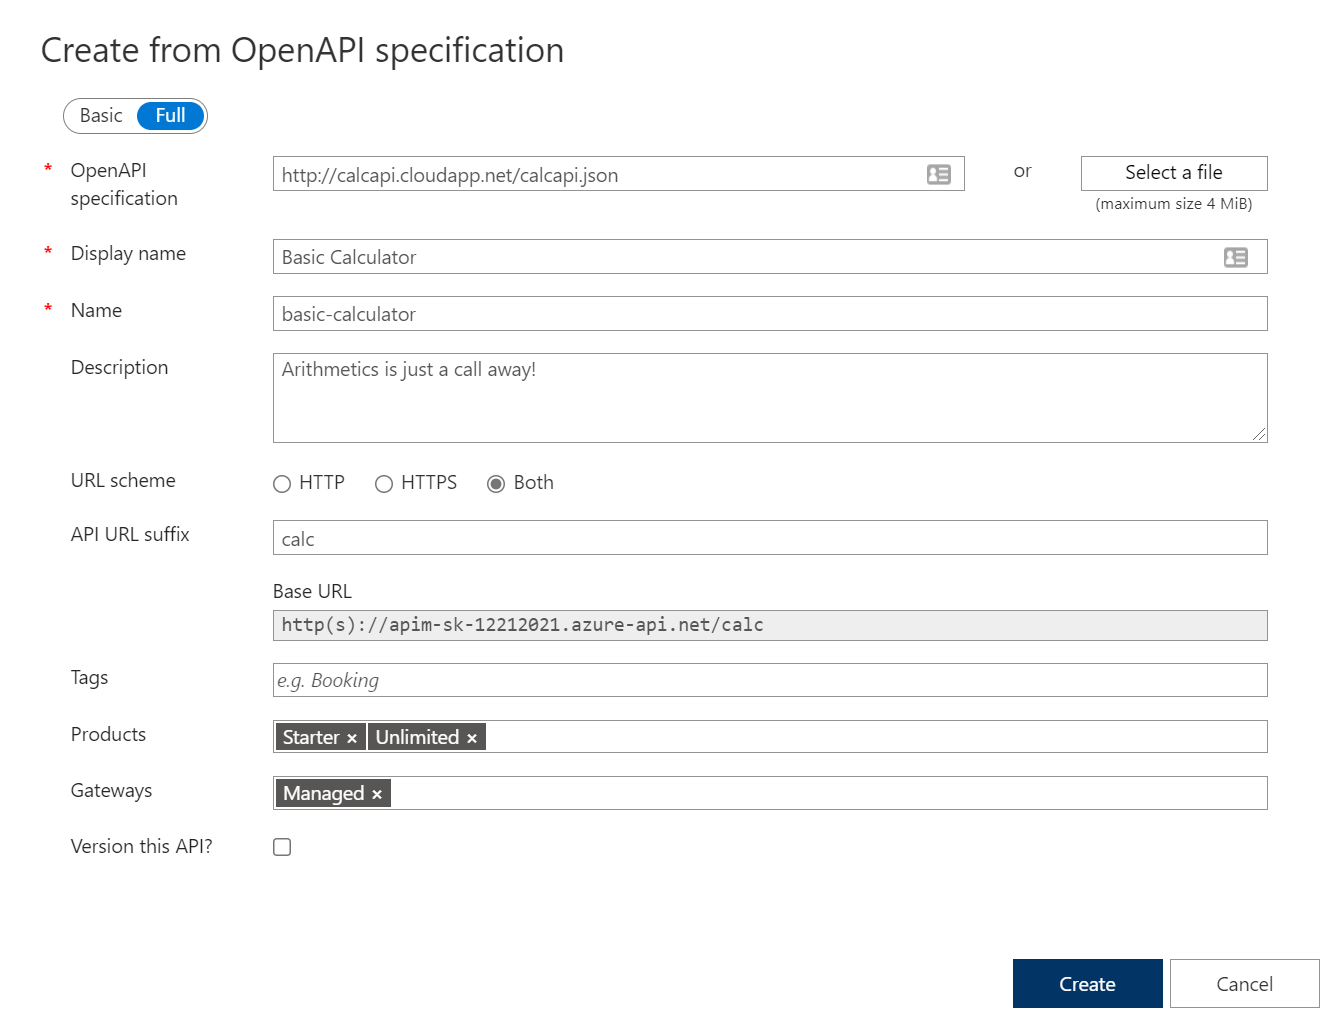 Create from OpenAPI specification
Basic Full
* OpenAPI specification
http://calcapi.cloudapp.net/calcapi.json
or
Select a file
(maximum size 4 MiB)
* Display name
Basic Calculator
* Name
basic-calculator
Description
Arithmetics is just a call away!
URL scheme
HTTP HTTPS Both
API URL suffix
calc
Base URL
http(s)://apim-sk-12212021.azure-api.net/calc
Tags
e.g. Booking
Products
Starter × Unlimited ×
Gateways
Managed ×
Version this API?
Create Cancel